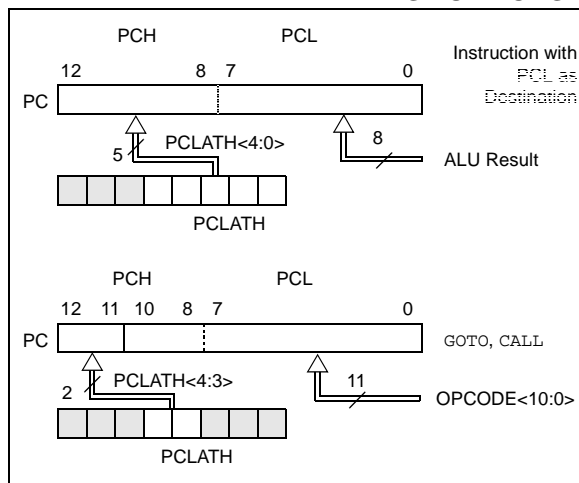 PCH PCL
12 8 7 0
Instruction with
PCL as
Destination
PC
5 PCLATH<4:0> 8
ALU Result
PCLATH
PCH PCL
12 11 10 8 7 0
PC
GOTO, CALL
2 PCLATH<4:3> 11
OPCODE<10:0>
PCLATH